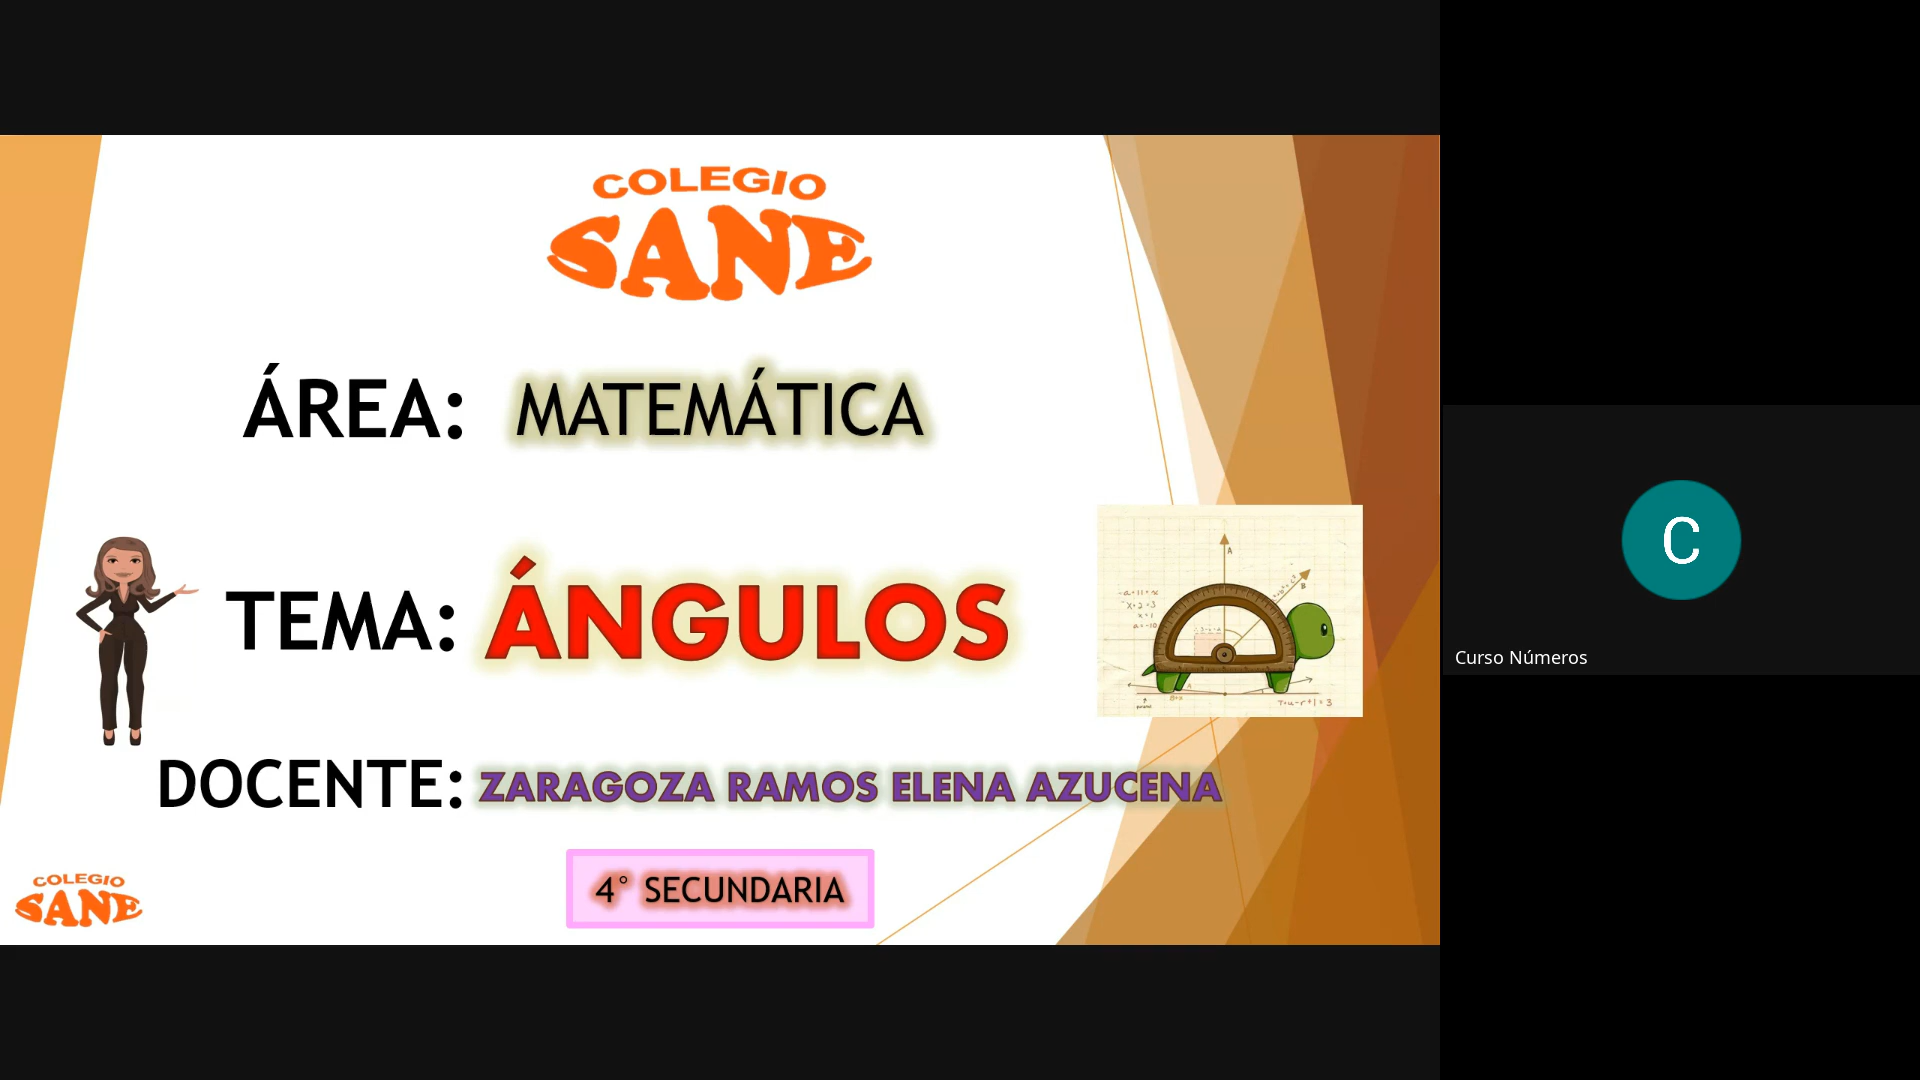 COLEGIO
SANE
ÁREA: MATEMÁTICA
TEMA: ÁNGULOS
A
B
DOCENTE: ZARAGOZA RAMOS ELENA AZUCENA
4° SECUNDARIA
COLEGIO
SANE
C
Curso Números